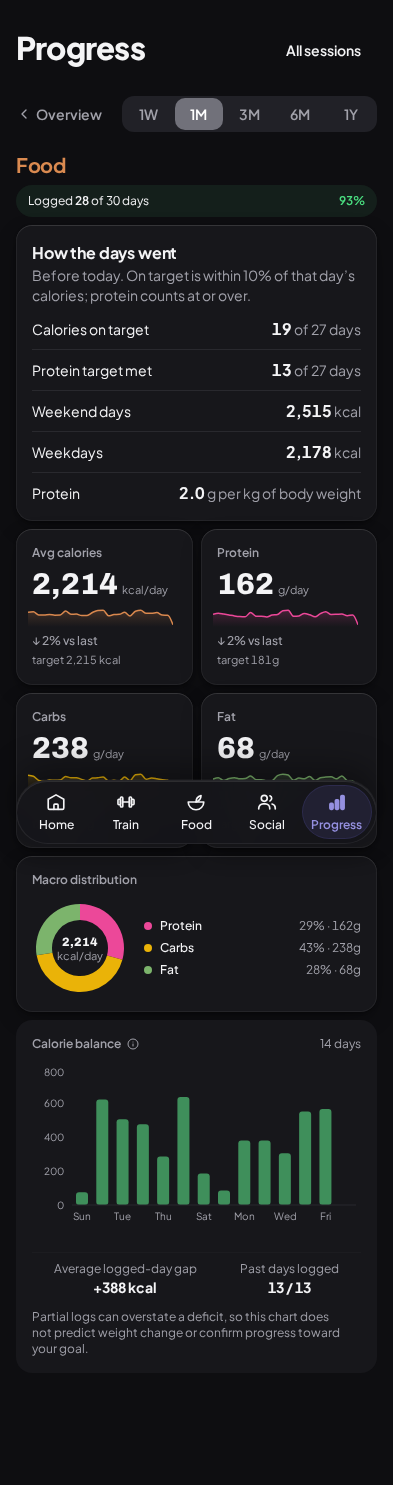 Progress
All sessions
Overview
1W
1M
3M
6M
1Y
Food
Logged 28 of 30 days
93%
How the days went
Before today. On target is within 10% of that day's
calories; protein counts at or over.
Calories on target
19 of 27 days
Protein target met
13 of 27 days
Weekend days
2,515 kcal
Weekdays
2,178 kcal
Protein
2.0 g per kg of body weight
Avg calories
2,214 kcal/day
↓ 2% vs last
target 2,215 kcal
Protein
162 g/day
↓ 2% vs last
target 181g
Carbs
238 g/day
Fat
68 g/day
Home
Train
Food
Social
Progress
Macro distribution
2,214
kcal/day
Protein
29% · 162g
Carbs
43% · 238g
Fat
28% · 68g
Calorie balance
14 days
800
600
400
200
0
Sun
Tue
Thu
Sat
Mon
Wed
Fri
Average logged-day gap
+388 kcal
Past days logged
13 / 13
Partial logs can overstate a deficit, so this chart does
not predict weight change or confirm progress toward
your goal.